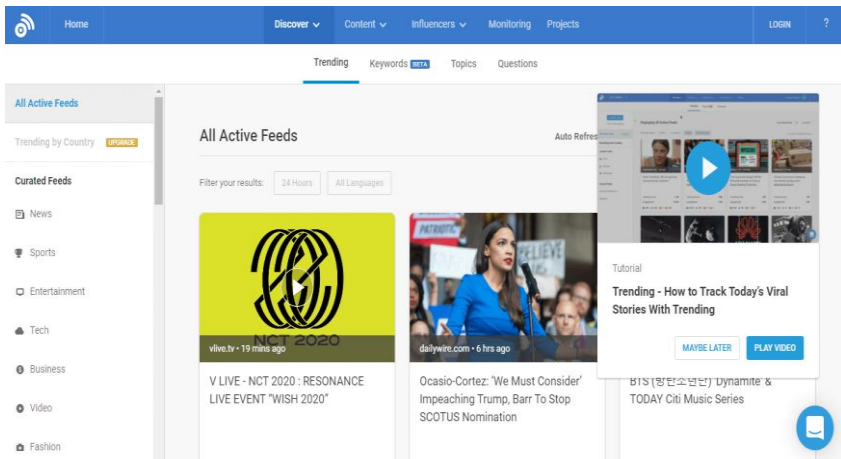 Home
Discover
Content
Influencers
Monitoring
Projects
LOGIN
?
Trending
Keywords BETA
Topics
Questions
All Active Feeds
Trending by Country UPGRADE
Curated Feeds
News
Sports
Entertainment
Tech
Business
Video
Fashion
All Active Feeds
Auto Refres
Filter your results:
24 Hours
All Languages
NCT 2020
vlive.tv • 19 mins ago
V LIVE - NCT 2020 : RESONANCE
LIVE EVENT "WISH 2020"
PATRIOTIC
BELIEVE
dailywire.com • 6 hrs ago
Ocasio-Cortez: 'We Must Consider'
Impeaching Trump, Barr To Stop
SCOTUS Nomination
Tutorial
Trending - How to Track Today's Viral
Stories With Trending
MAYBE LATER
PLAY VIDEO
BTS (방탄소년단) 'Dynamite' &
TODAY Citi Music Series